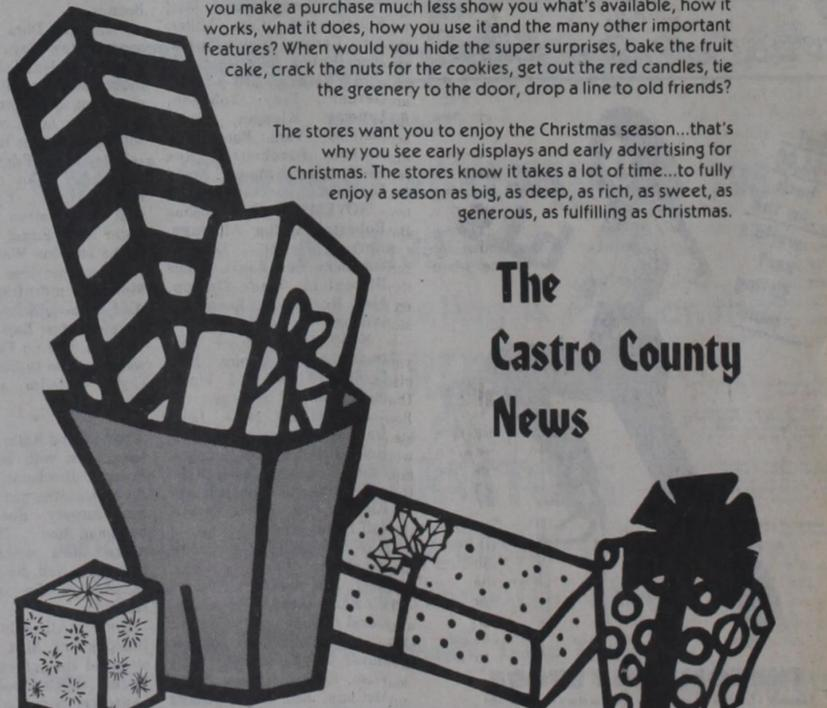 you make a purchase much less show you what's available, how it
works, what it does, how you use it and the many other important
features? When would you hide the super surprises, bake the fruit
cake, crack the nuts for the cookies, get out the red candles, tie
the greenery to the door, drop a line to old friends?
The stores want you to enjoy the Christmas season...that's
why you see early displays and early advertising for
Christmas. The stores know it takes a lot of time...to fully
enjoy a season as big, as deep, as rich, as sweet, as
generous, as fulfilling as Christmas.
The
Castro County
News